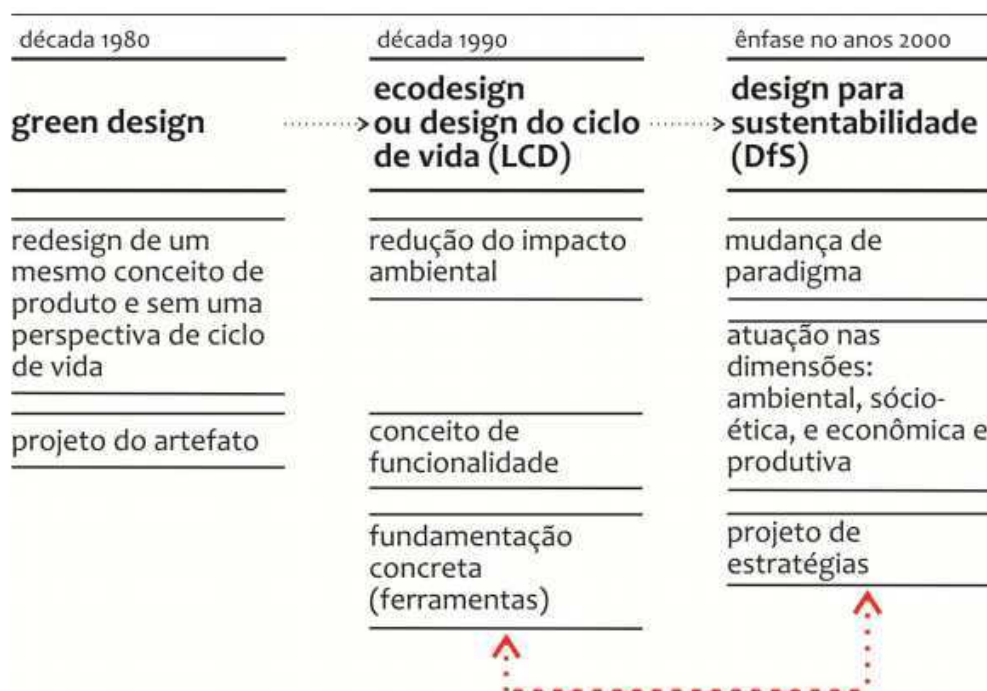 década 1980
green design
redesign de um
mesmo conceito de
produto e sem uma
perspectiva de ciclo
de vida
projeto do artefato
década 1990
ecodesign
ou design do ciclo
de vida (LCD)
redução do impacto
ambiental
conceito de
funcionalidade
fundamentação
concreta
(ferramentas)
ênfase no anos 2000
design para
sustentabilidade
(DfS)
mudança de
paradigma
atuação nas
dimensões:
ambiental, sócio-
ética, e econômica e
produtiva
projeto de
estratégias